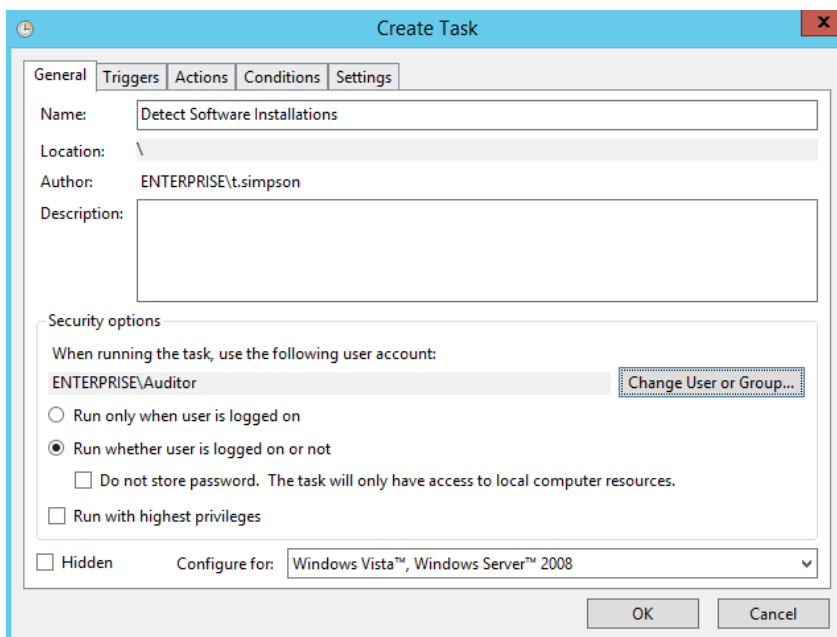 Create Task
x
General Triggers Actions Conditions Settings
Name: Detect Software Installations
Location: \
Author: ENTERPRISE\t.simpson
Description:
Security options
When running the task, use the following user account:
ENTERPRISE\Auditor Change User or Group...
Run only when user is logged on
Run whether user is logged on or not
Do not store password. The task will only have access to local computer resources.
Run with highest privileges
Hidden Configure for: Windows Vista™, Windows Server™ 2008
OK Cancel